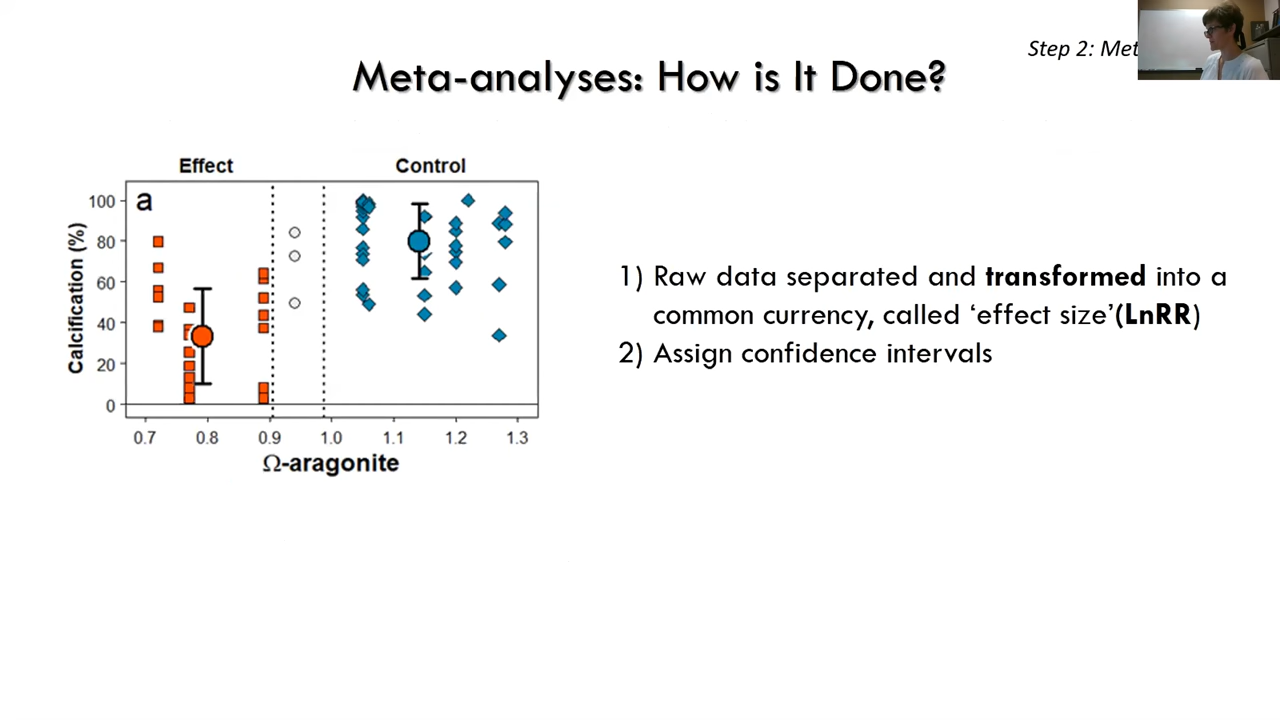 Step 2:
Meta-analyses: How is It Done?
Effect
Control
a
Calcification (%)
100
80
60
40
20
0
0.7 0.8 0.9 1.0 1.1 1.2 1.3
Ω-aragonite
1) Raw data separated and transformed into a
common currency, called ‘effect size’(LnRR)
2) Assign confidence intervals